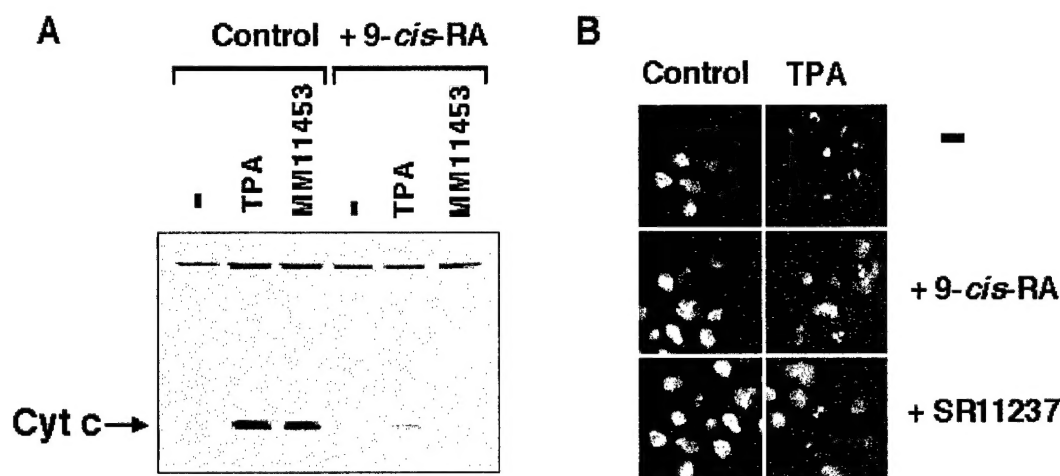 A
Control + 9-cis-RA
- TPA MM11453 - TPA MM11453
Cyt c→
B
Control TPA
-
+ 9-cis-RA
+ SR11237